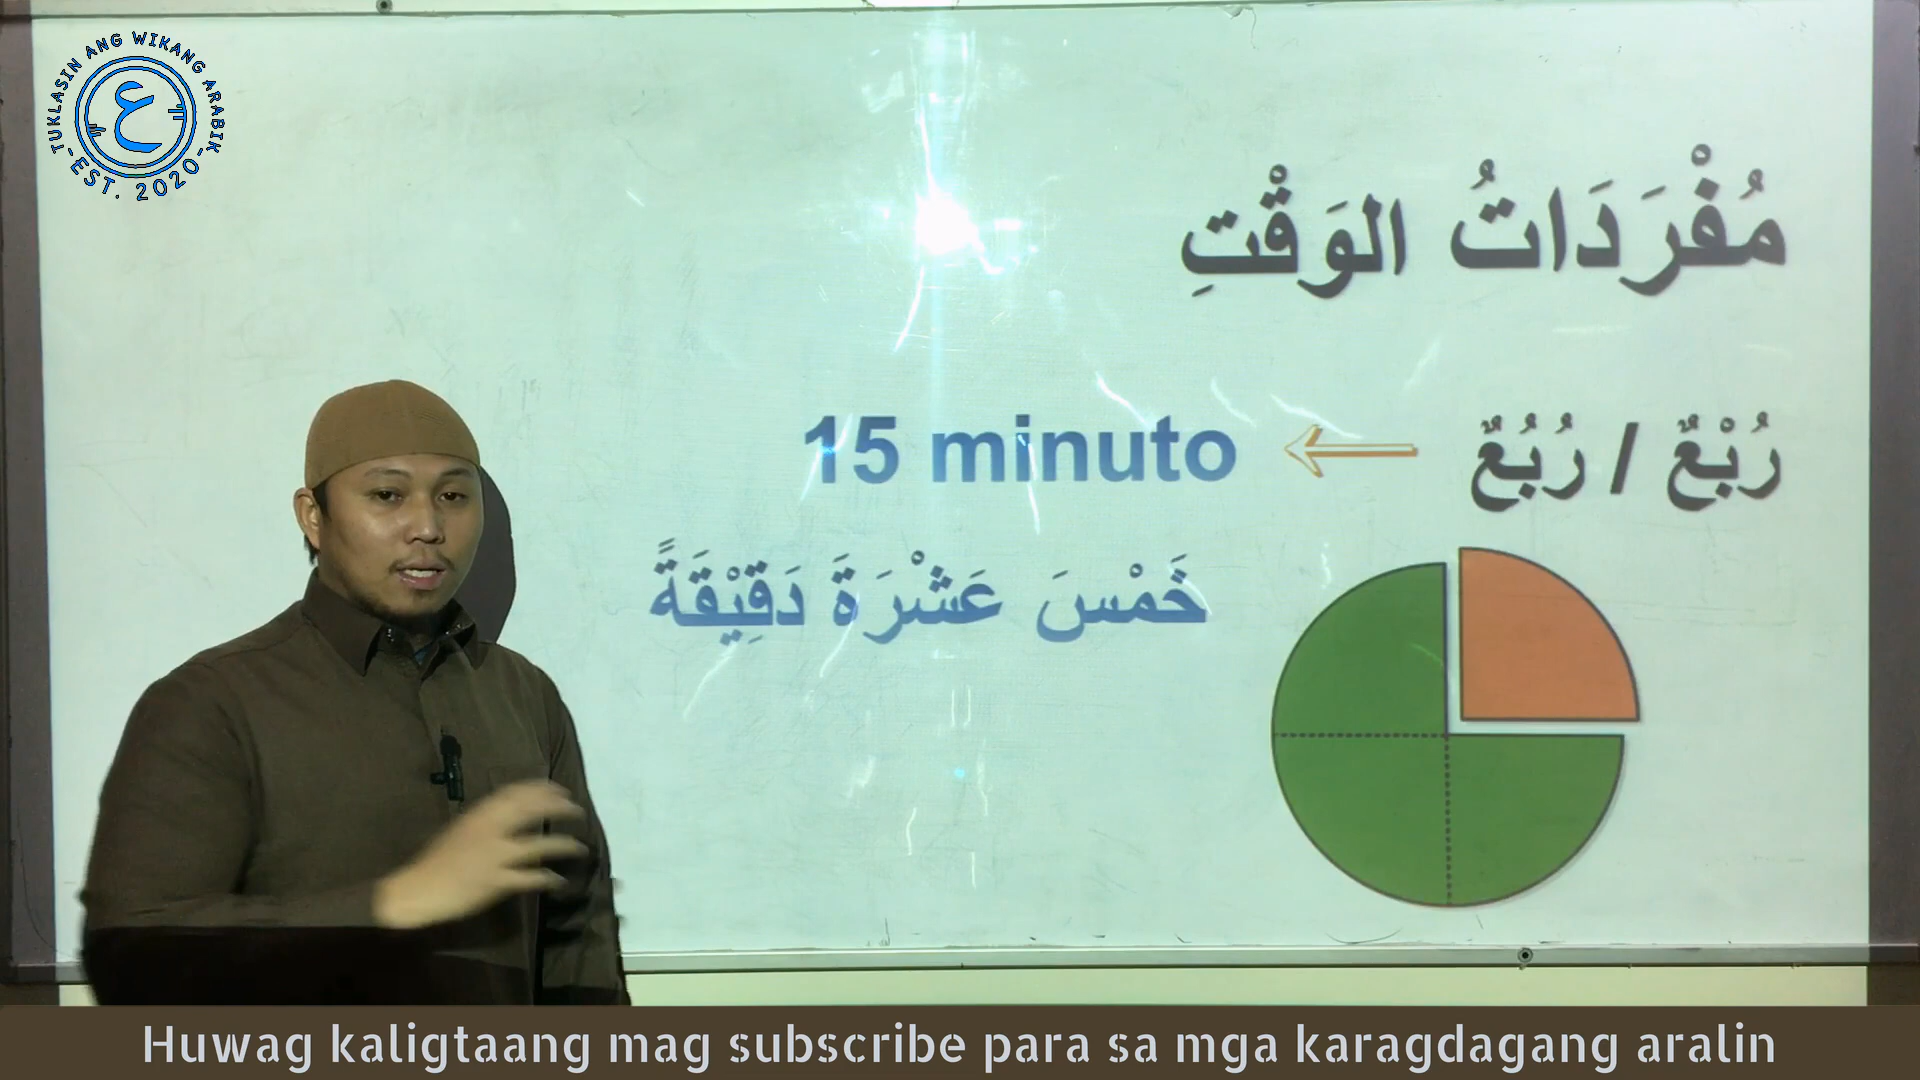 TUKLASIN ANG WIKANG ARABIK
ع
-EST. 2020-
مُفْرَدَاتُ الوَقْتِ
رُبْعٌ / رُبُعٌ
15 minuto
خَمْسَ عَشْرَةَ دَقِيْقَةً
Huwag kaligtaang mag subscribe para sa mga karagdagang aralin